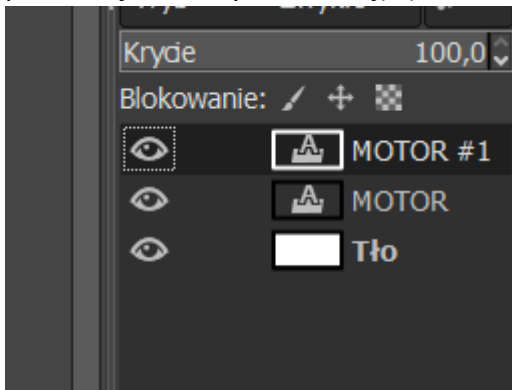 Krycie 100,0
Blokowanie:
MOTOR #1
MOTOR
Tło